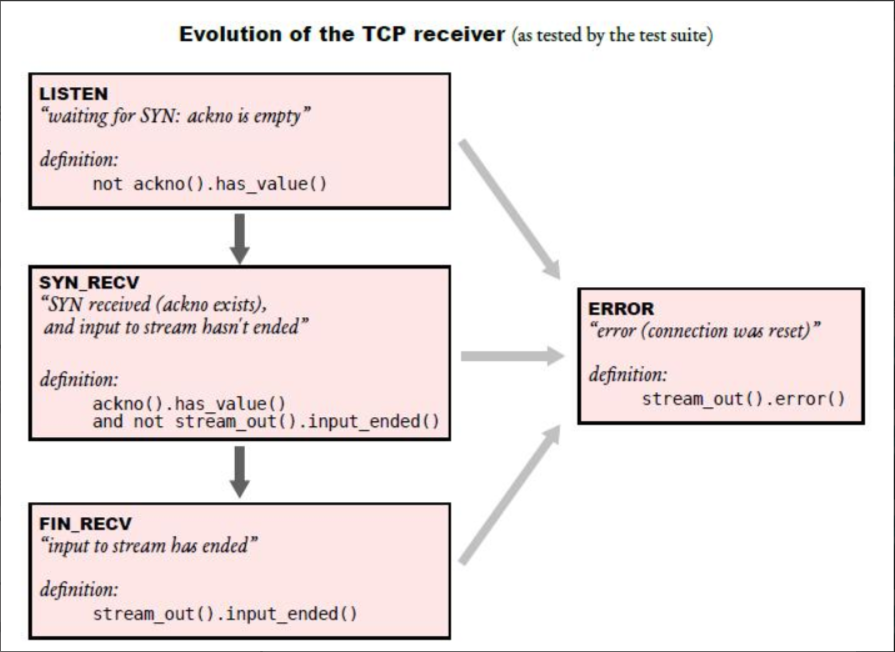 Evolution of the TCP receiver (as tested by the test suite)
LISTEN
“waiting for SYN: ackno is empty”
definition:
not ackno().has_value()
SYN_RECV
“SYN received (ackno exists),
and input to stream hasn't ended”
definition:
ackno().has_value()
and not stream_out().input_ended()
FIN_RECV
“input to stream has ended”
definition:
stream_out().input_ended()
ERROR
“error (connection was reset)”
definition:
stream_out().error()